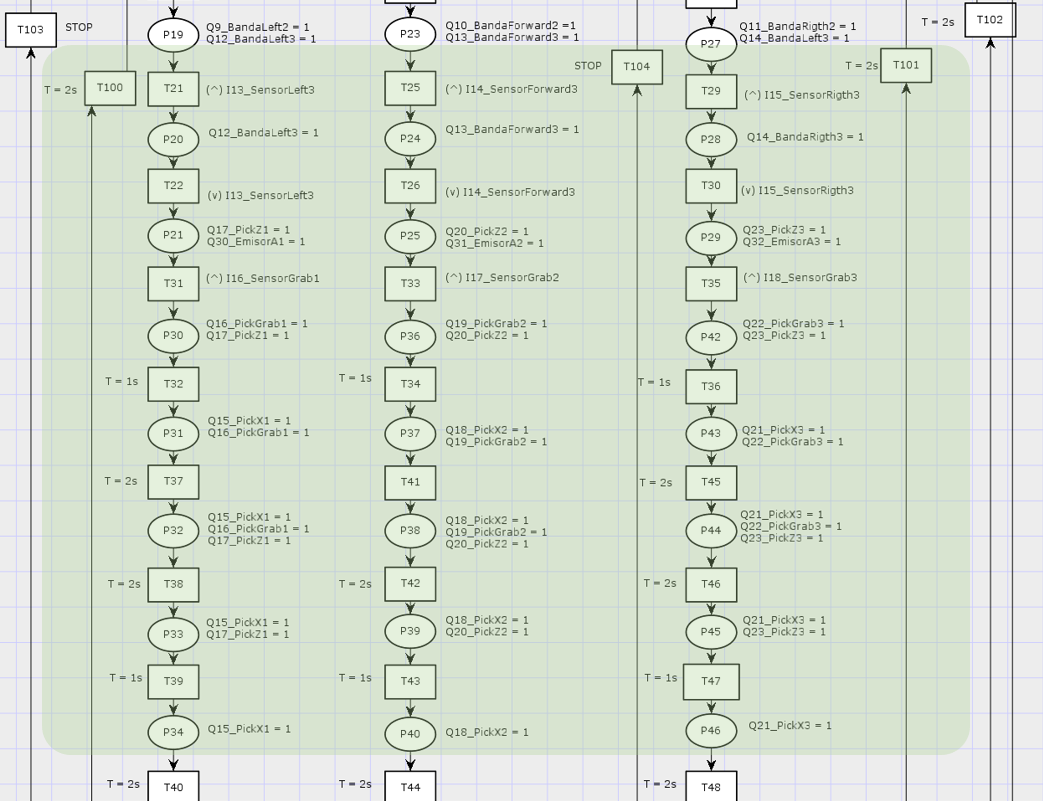 T103
STOP
P19
Q9_BandaLeft2 = 1
Q12_BandaLeft3 = 1
P23
Q10_BandaForward2 =1
Q13_BandaForward3 = 1
P27
Q11_BandaRigth2 = 1
Q14_BandaLeft3 = 1
T = 2s
T102
T = 2s
T100
T21
(^) I13_SensorLeft3
T25
(^) I14_SensorForward3
STOP
T104
T29
(^) I15_SensorRigth3
T = 2s
T101
P20
Q12_BandaLeft3 = 1
P24
Q13_BandaForward3 = 1
P28
Q14_BandaRigth3 = 1
T22
(v) I13_SensorLeft3
T26
(v) I14_SensorForward3
T30
(v) I15_SensorRigth3
P21
Q17_PickZ1 = 1
Q30_EmisorA1 = 1
P25
Q20_PickZ2 = 1
Q31_EmisorA2 = 1
P29
Q23_PickZ3 = 1
Q32_EmisorA3 = 1
T31
(^) I16_SensorGrab1
T33
(^) I17_SensorGrab2
T35
(^) I18_SensorGrab3
P30
Q16_PickGrab1 = 1
Q17_PickZ1 = 1
P36
Q19_PickGrab2 = 1
Q20_PickZ2 = 1
P42
Q22_PickGrab3 = 1
Q23_PickZ3 = 1
T = 1s
T32
T = 1s
T34
T = 1s
T36
P31
Q15_PickX1 = 1
Q16_PickGrab1 = 1
P37
Q18_PickX2 = 1
Q19_PickGrab2 = 1
P43
Q21_PickX3 = 1
Q22_PickGrab3 = 1
T = 2s
T37
T41
T = 2s
T45
P32
Q15_PickX1 = 1
Q16_PickGrab1 = 1
Q17_PickZ1 = 1
P38
Q18_PickX2 = 1
Q19_PickGrab2 = 1
Q20_PickZ2 = 1
P44
Q21_PickX3 = 1
Q22_PickGrab3 = 1
Q23_PickZ3 = 1
T = 2s
T38
T = 2s
T42
T = 2s
T46
P33
Q15_PickX1 = 1
Q17_PickZ1 = 1
P39
Q18_PickX2 = 1
Q20_PickZ2 = 1
P45
Q21_PickX3 = 1
Q23_PickZ3 = 1
T = 1s
T39
T = 1s
T43
T = 1s
T47
P34
Q15_PickX1 = 1
P40
Q18_PickX2 = 1
P46
Q21_PickX3 = 1
T = 2s
T40
T = 2s
T44
T = 2s
T48